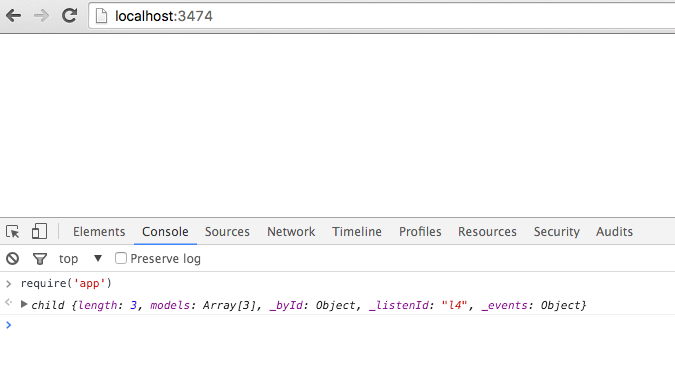 localhost:3474
Elements Console Sources Network Timeline Profiles Resources Security Audits
top ▼ Preserve log
> require('app')
child {length: 3, models: Array[3], _byId: Object, _listenId: "l4", _events: Object}
>